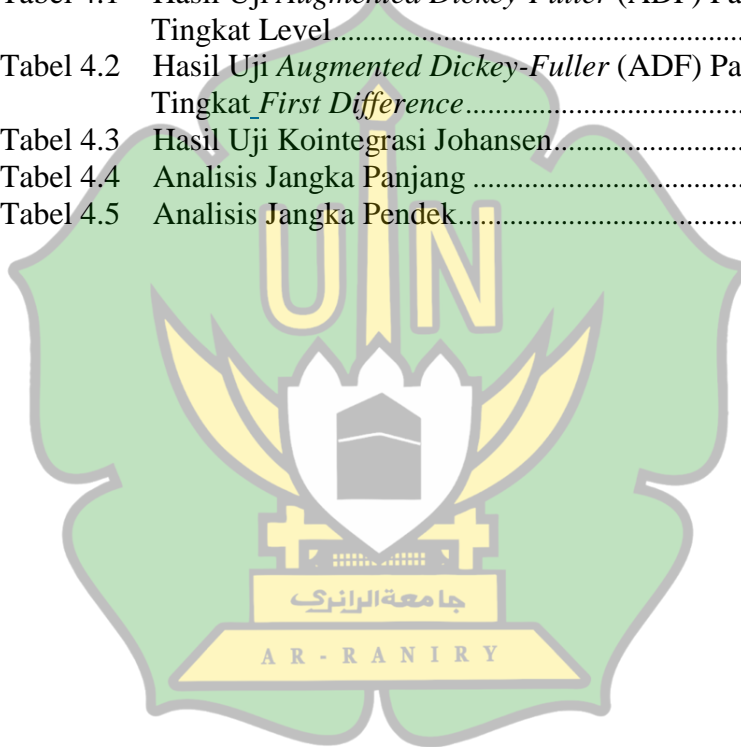 Tabel 4.1 Hasil Uji Augmented Dickey-Fuller (ADF) Pa
Tingkat Level
Tabel 4.2 Hasil Uji Augmented Dickey-Fuller (ADF) Pa
Tingkat First Difference
Tabel 4.3 Hasil Uji Kointegrasi Johansen
Tabel 4.4 Analisis Jangka Panjang
Tabel 4.5 Analisis Jangka Pendek
UIN
جامعةالرانري
AR-RANIRY